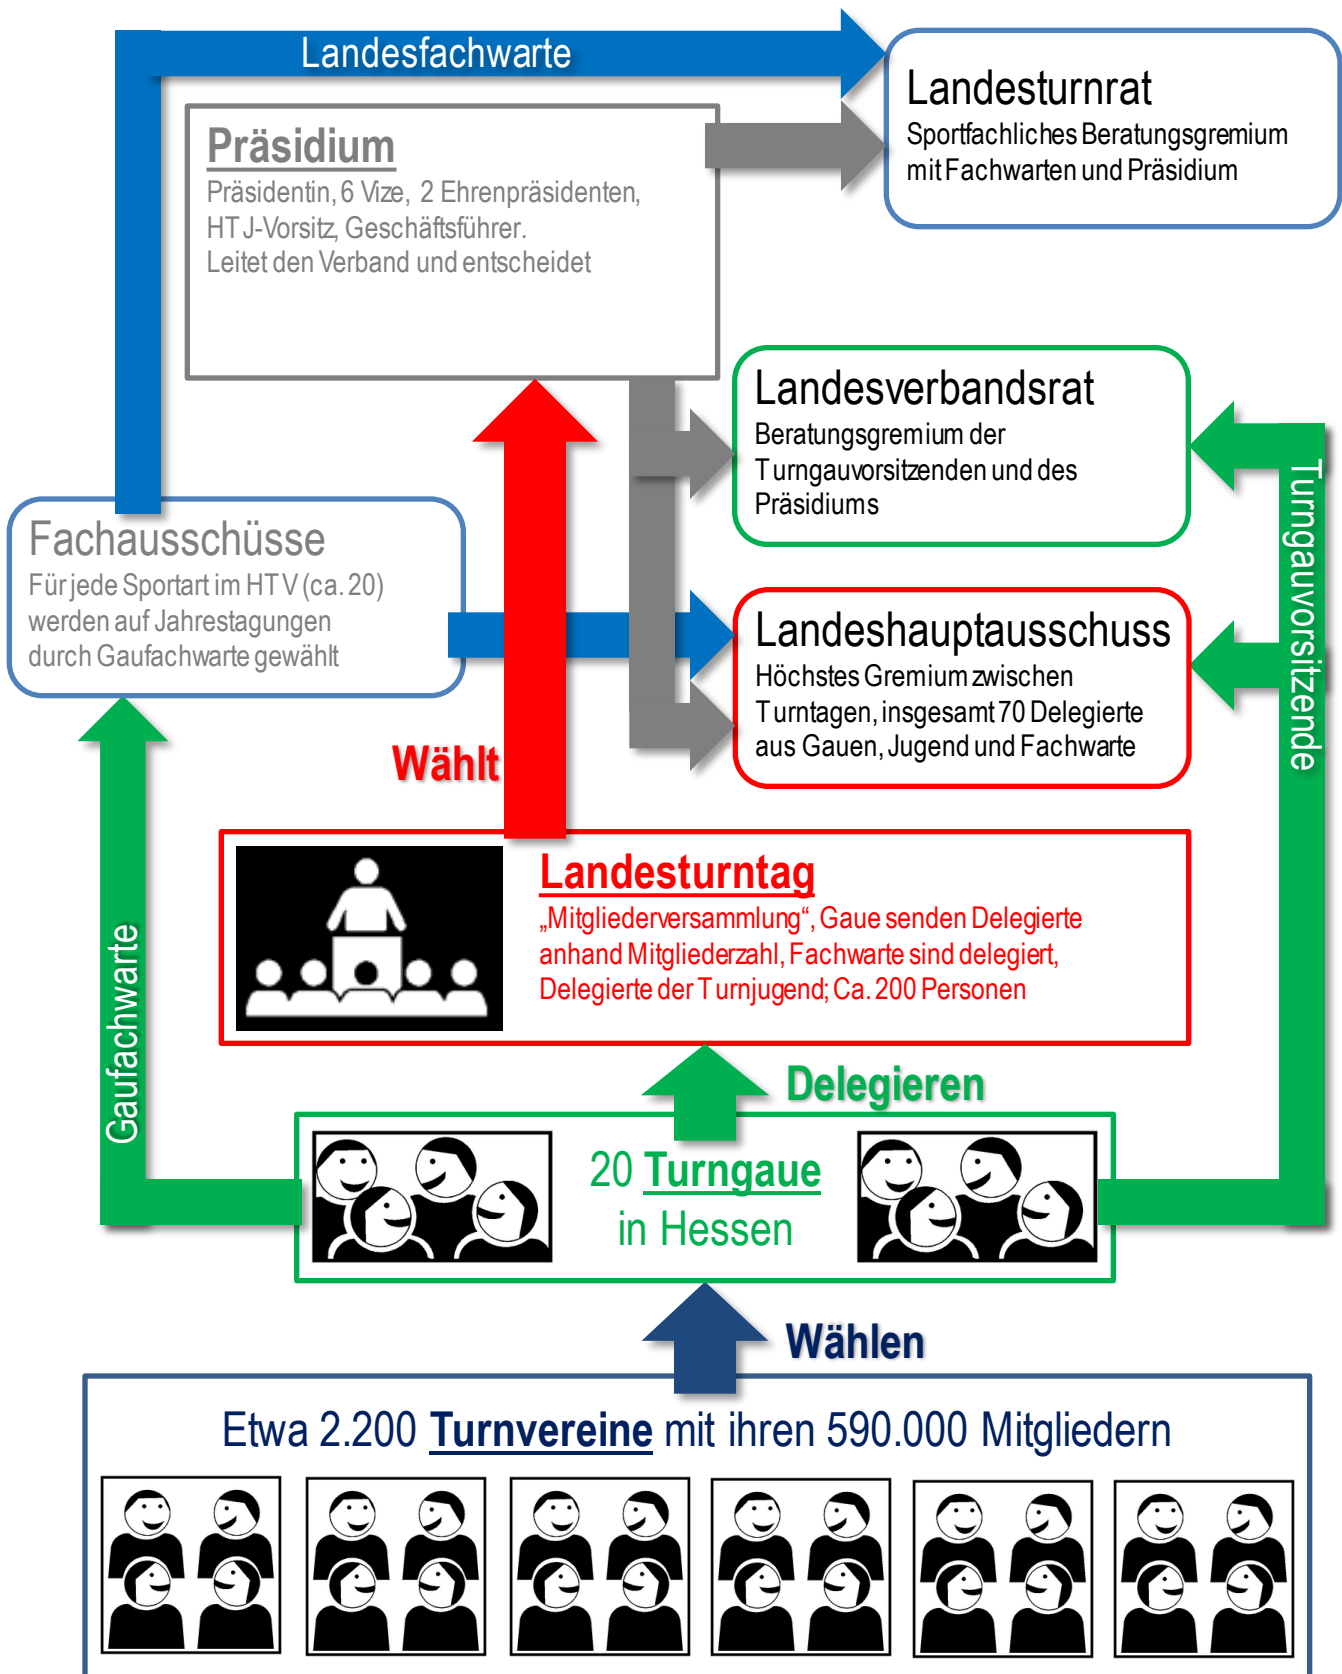 Landesfachwarte
Landesturnrat
Sportfachliches Beratungsgremium
mit Fachwarten und Präsidium
Präsidium
Präsidentin, 6 Vize, 2 Ehrenpräsidenten,
HTJ-Vorsitz, Geschäftsführer.
Leitet den Verband und entscheidet
Landesverbandsrat
Beratungsgremium der
Turngauvorsitzenden und des
Präsidiums
Turngauvorsitzende
Fachausschüsse
Für jede Sportart im HTV (ca. 20)
werden auf Jahrestagungen
durch Gaufachwarte gewählt
Landeshauptausschuss
Höchstes Gremium zwischen
Turntagen, insgesamt 70 Delegierte
aus Gauen, Jugend und Fachwarte
Wählt
Landesturntag
„Mitgliederversammlung“, Gaue senden Delegierte
anhand Mitgliederzahl, Fachwarte sind delegiert,
Delegierte der Turnjugend; Ca. 200 Personen
Gaufachwarte
Delegieren
20 Turngaue
in Hessen
Wählen
Etwa 2.200 Turnvereine mit ihren 590.000 Mitgliedern